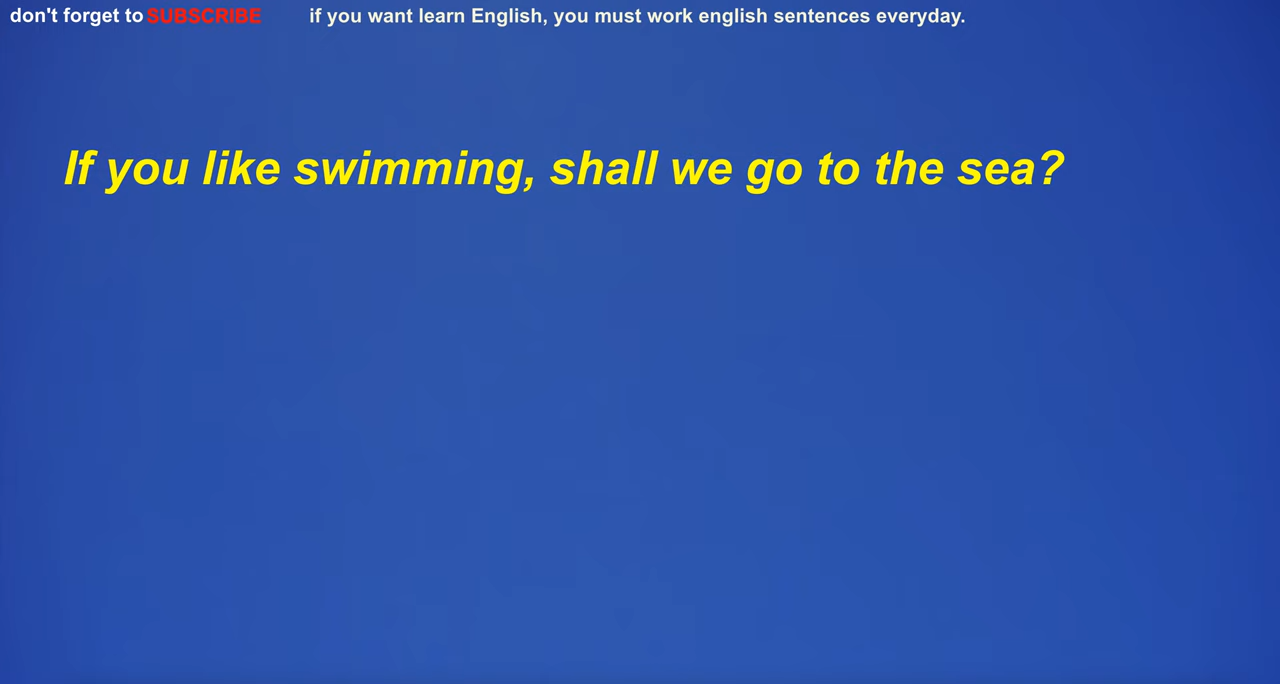 don't forget to SUBSCRIBE if you want learn English, you must work english sentences everyday.
If you like swimming, shall we go to the sea?